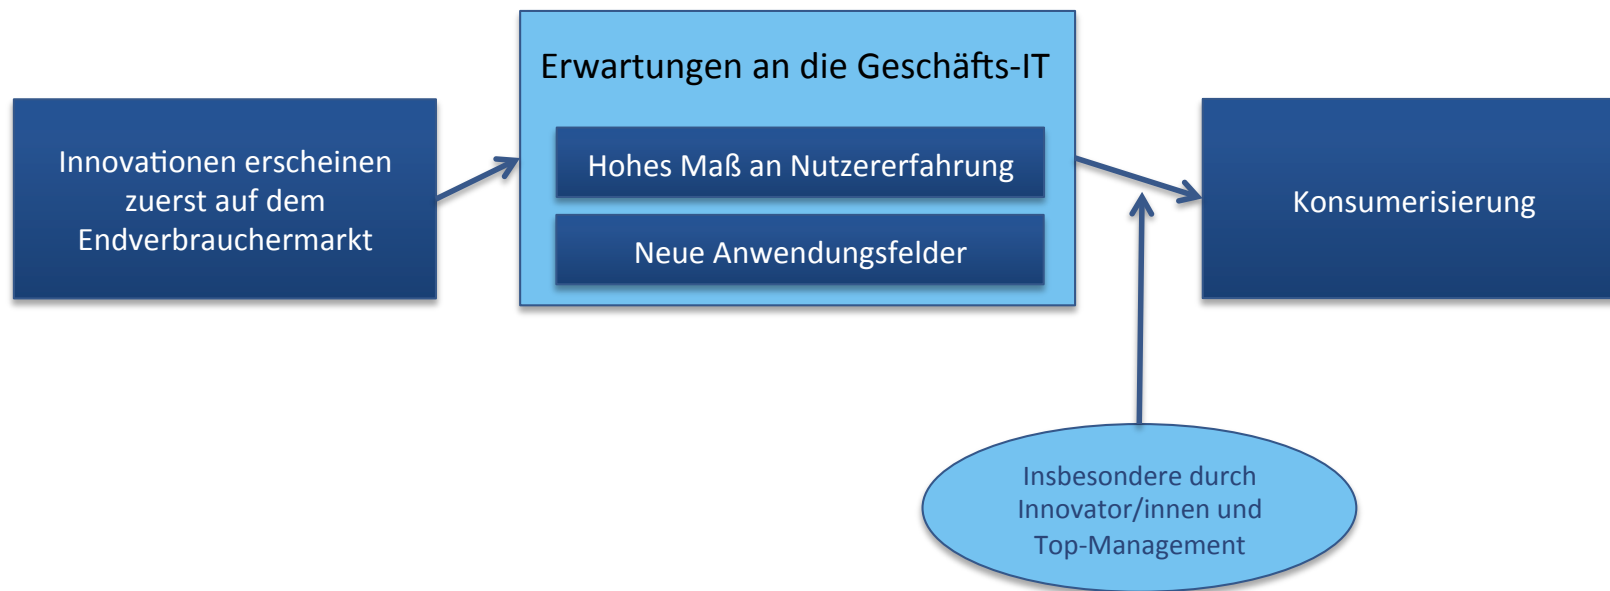 Innovationen erscheinen
zuerst auf dem
Endverbrauchermarkt
Erwartungen an die Geschäfts-IT
Hohes Maß an Nutzererfahrung
Neue Anwendungsfelder
Konsumerisierung
Insbesondere durch
Innovator/innen und
Top-Management